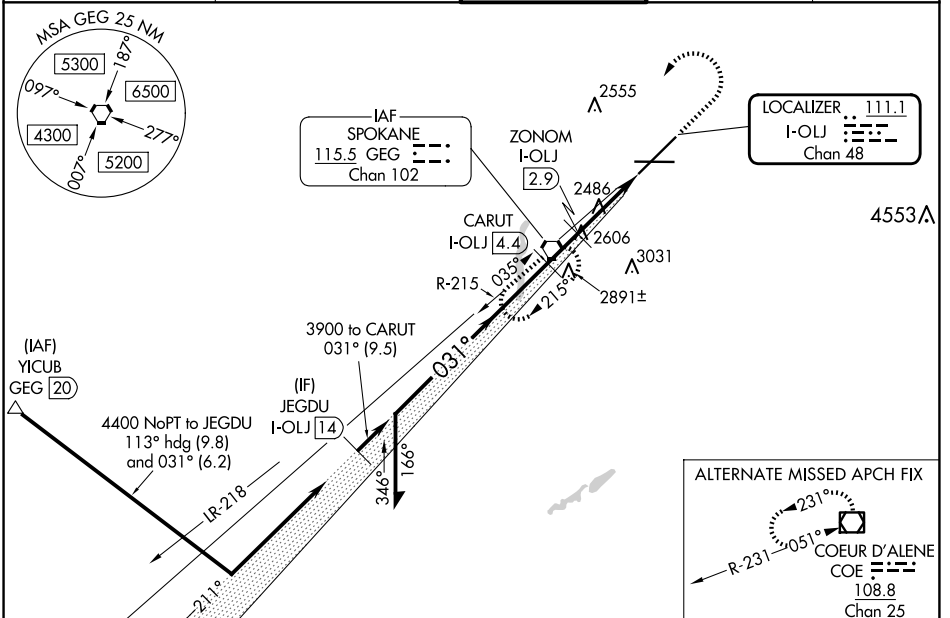 MSA GEG 25 NM
5300
187°
097°
6500
4300
277°
007°
5200
IAF
SPOKANE
115.5 GEG
Chan 102
ZONOM
I-OLJ
2.9
2555
LOCALIZER 111.1
I-OLJ
Chan 48
2486
4553
CARUT
I-OLJ 4.4
2606
3031
R-215
035°
215°
2891±
3900 to CARUT
031° (9.5)
031°
(IAF)
YICUB
GEG 20
(IF)
JEGDU
I-OLJ 14
4400 NoPT to JEGDU
113° hdg (9.8)
and 031° (6.2)
346°
166°
LR-218
211°
ALTERNATE MISSED APCH FIX
231°
R-231
051°
COEUR D'ALENE
COE
108.8
Chan 25